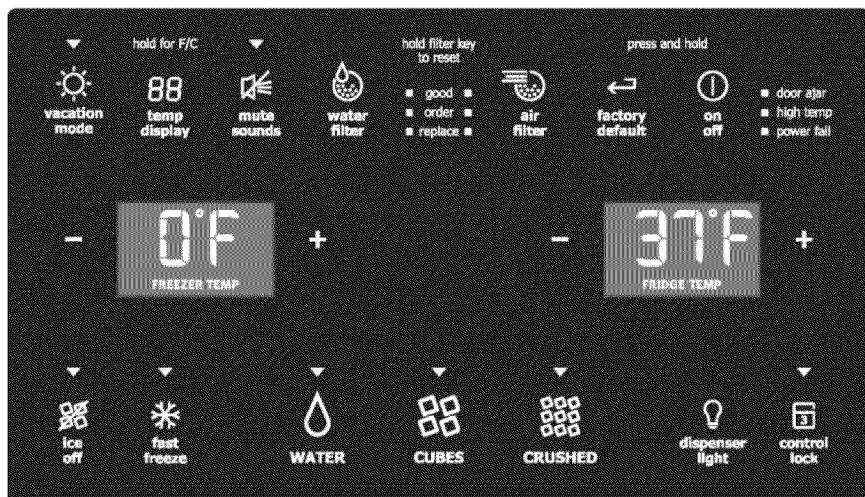 hold for F/C
hold filter key
to reset
press and hold
vacation
mode
88
temp
display
mute
sounds
water
filter
good
order
replace
air
filter
factory
default
on
off
door ajar
high temp
power fail
− 0°F +
FREEZER TEMP
− 37°F +
FRIDGE TEMP
ice
off
fast
freeze
WATER
CUBES
CRUSHED
dispenser
light
3
control
lock